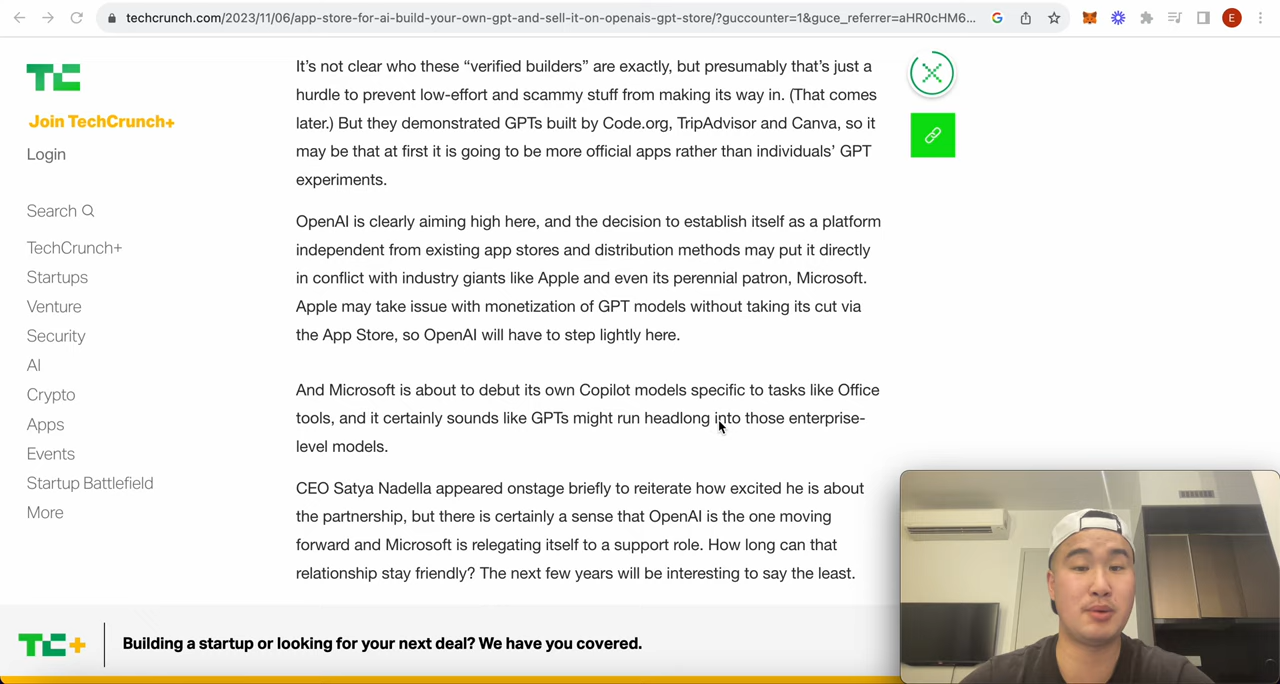 techcrunch.com/2023/11/06/app-store-for-ai-build-your-own-gpt-and-sell-it-on-openais-gpt-store/?guccounter=1&guce_referrer=aHR0cHM6...
E
TC
Join TechCrunch+
Login
Search
TechCrunch+
Startups
Venture
Security
AI
Crypto
Apps
Events
Startup Battlefield
More
It’s not clear who these “verified builders” are exactly, but presumably that’s just a
hurdle to prevent low-effort and scammy stuff from making its way in. (That comes
later.) But they demonstrated GPTs built by Code.org, TripAdvisor and Canva, so it
may be that at first it is going to be more official apps rather than individuals’ GPT
experiments.
OpenAI is clearly aiming high here, and the decision to establish itself as a platform
independent from existing app stores and distribution methods may put it directly
in conflict with industry giants like Apple and even its perennial patron, Microsoft.
Apple may take issue with monetization of GPT models without taking its cut via
the App Store, so OpenAI will have to step lightly here.
And Microsoft is about to debut its own Copilot models specific to tasks like Office
tools, and it certainly sounds like GPTs might run headlong into those enterprise-
level models.
CEO Satya Nadella appeared onstage briefly to reiterate how excited he is about
the partnership, but there is certainly a sense that OpenAI is the one moving
forward and Microsoft is relegating itself to a support role. How long can that
relationship stay friendly? The next few years will be interesting to say the least.
TC+
Building a startup or looking for your next deal? We have you covered.